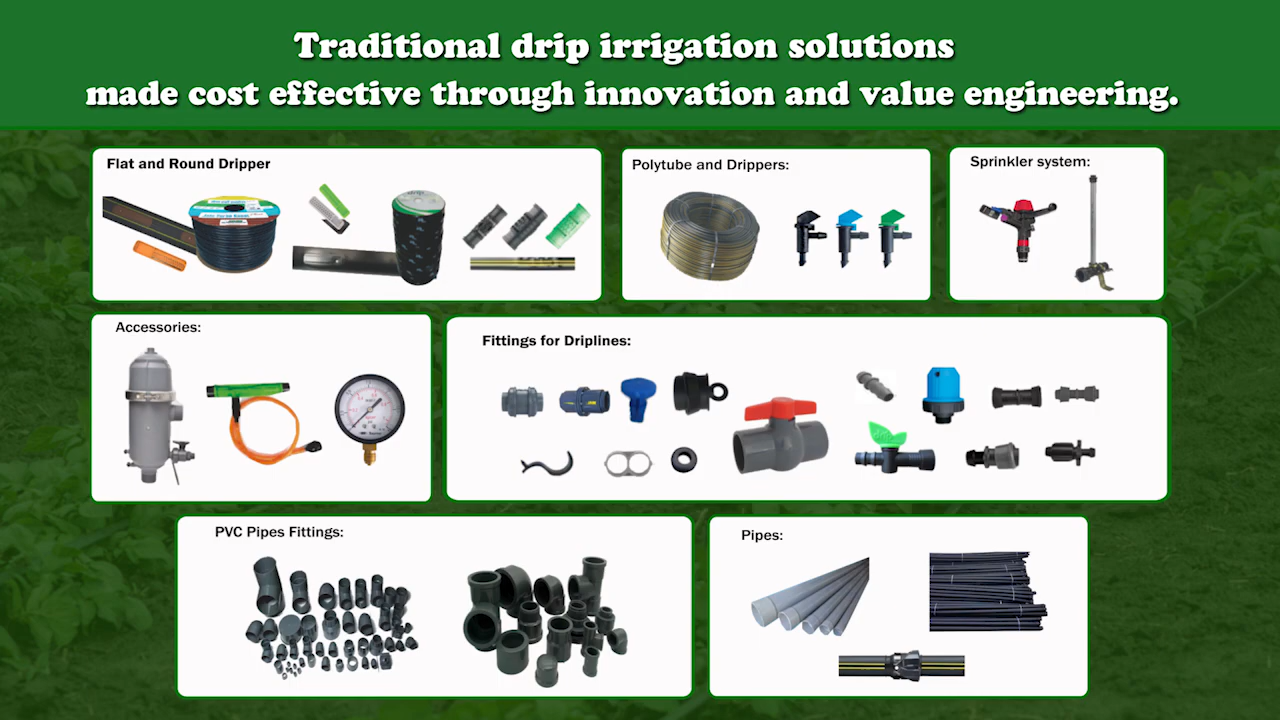 Traditional drip irrigation solutions
made cost effective through innovation and value engineering.
Flat and Round Dripper
Polytube and Drippers:
Sprinkler system:
Accessories:
Fittings for Driplines:
PVC Pipes Fittings:
Pipes: